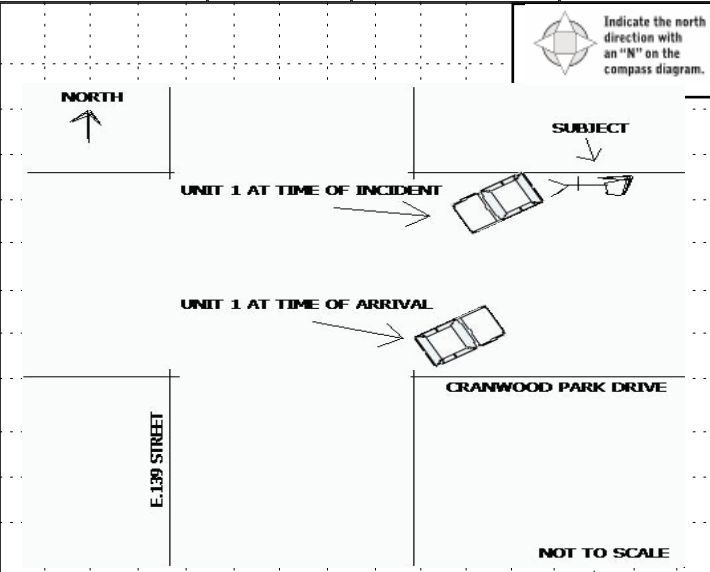 Indicate the north
direction with
an “N” on the
compass diagram.
NORTH
SUBJECT
UNIT 1 AT TIME OF INCIDENT
UNIT 1 AT TIME OF ARRIVAL
CRANWOOD PARK DRIVE
E.139 STREET
NOT TO SCALE